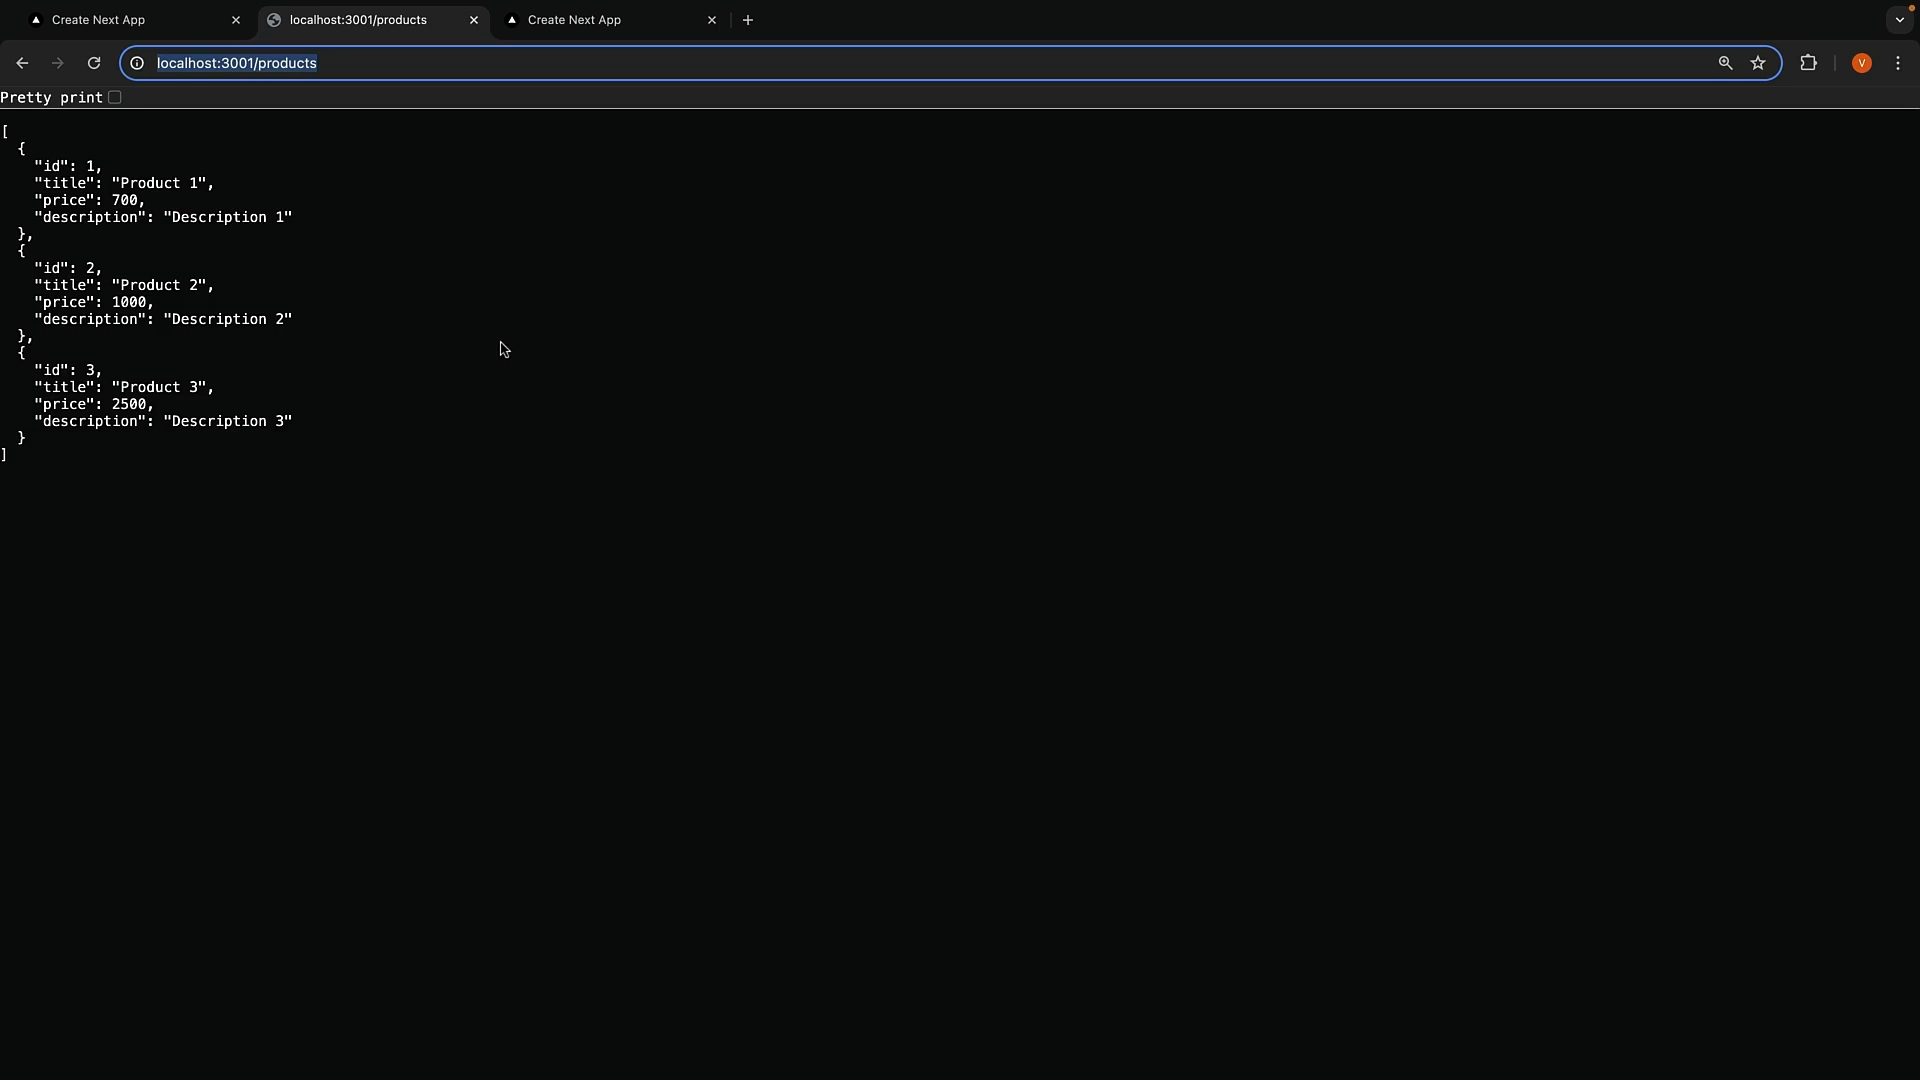 Create Next App
localhost:3001/products
Create Next App
localhost:3001/products
V
Pretty print
[
  {
    "id": 1,
    "title": "Product 1",
    "price": 700,
    "description": "Description 1"
  },
  {
    "id": 2,
    "title": "Product 2",
    "price": 1000,
    "description": "Description 2"
  },
  {
    "id": 3,
    "title": "Product 3",
    "price": 2500,
    "description": "Description 3"
  }
]